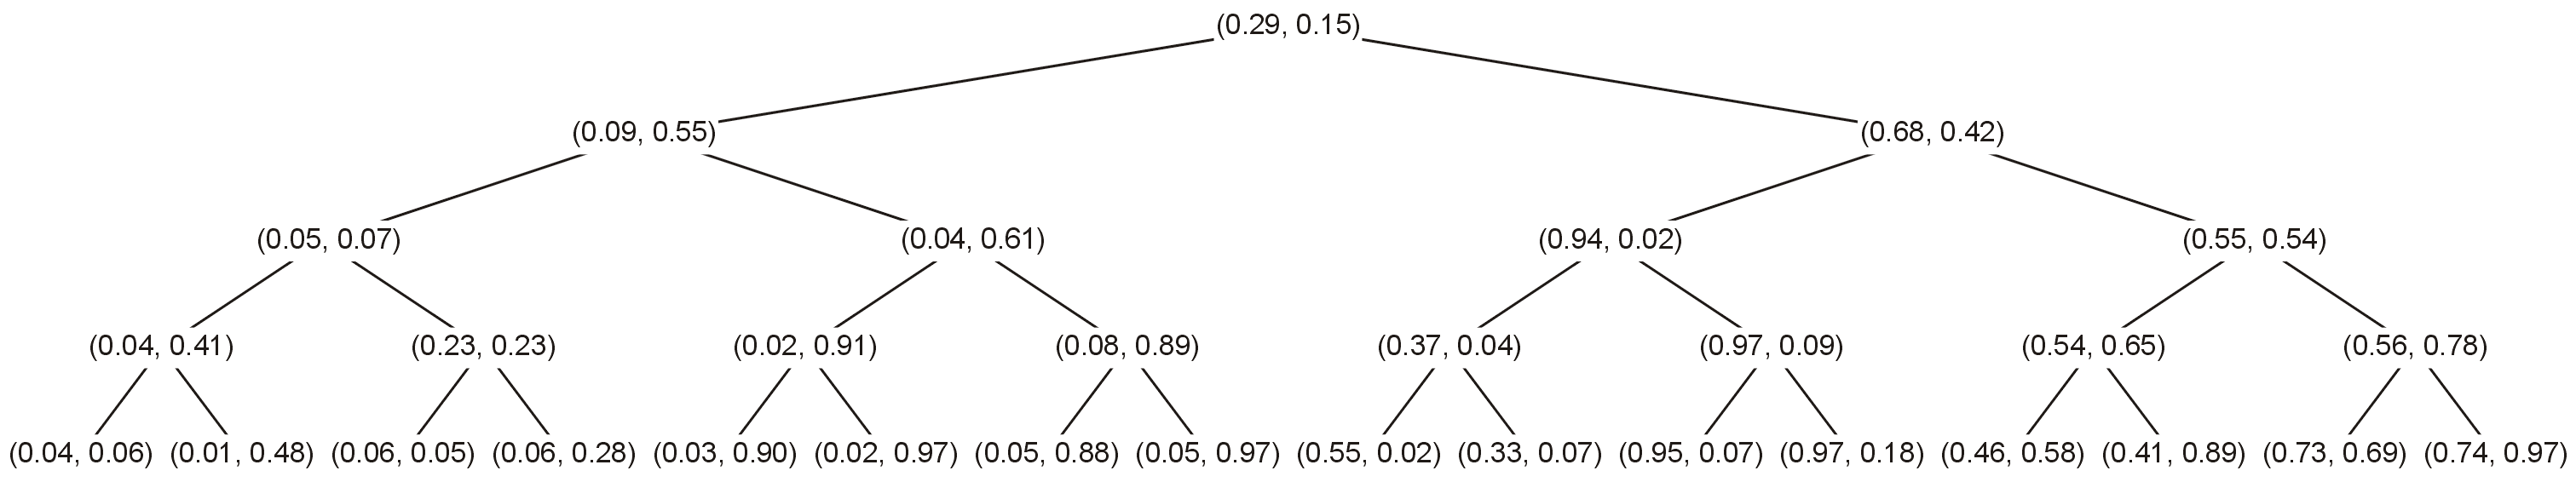 (0.29, 0.15)
(0.09, 0.55) (0.68, 0.42)
(0.05, 0.07) (0.04, 0.61) (0.94, 0.02) (0.55, 0.54)
(0.04, 0.41) (0.23, 0.23) (0.02, 0.91) (0.08, 0.89) (0.37, 0.04) (0.97, 0.09) (0.54, 0.65) (0.56, 0.78)
(0.04, 0.06) (0.01, 0.48) (0.06, 0.05) (0.06, 0.28) (0.03, 0.90) (0.02, 0.97) (0.05, 0.88) (0.05, 0.97) (0.55, 0.02) (0.33, 0.07) (0.95, 0.07) (0.97, 0.18) (0.46, 0.58) (0.41, 0.89) (0.73, 0.69) (0.74, 0.97)